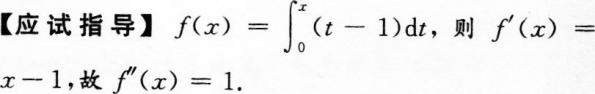 【应试指导】 f(x) = ∫₀ˣ (t − 1)dt, 则 f′(x) =
x − 1,故 f″(x) = 1.